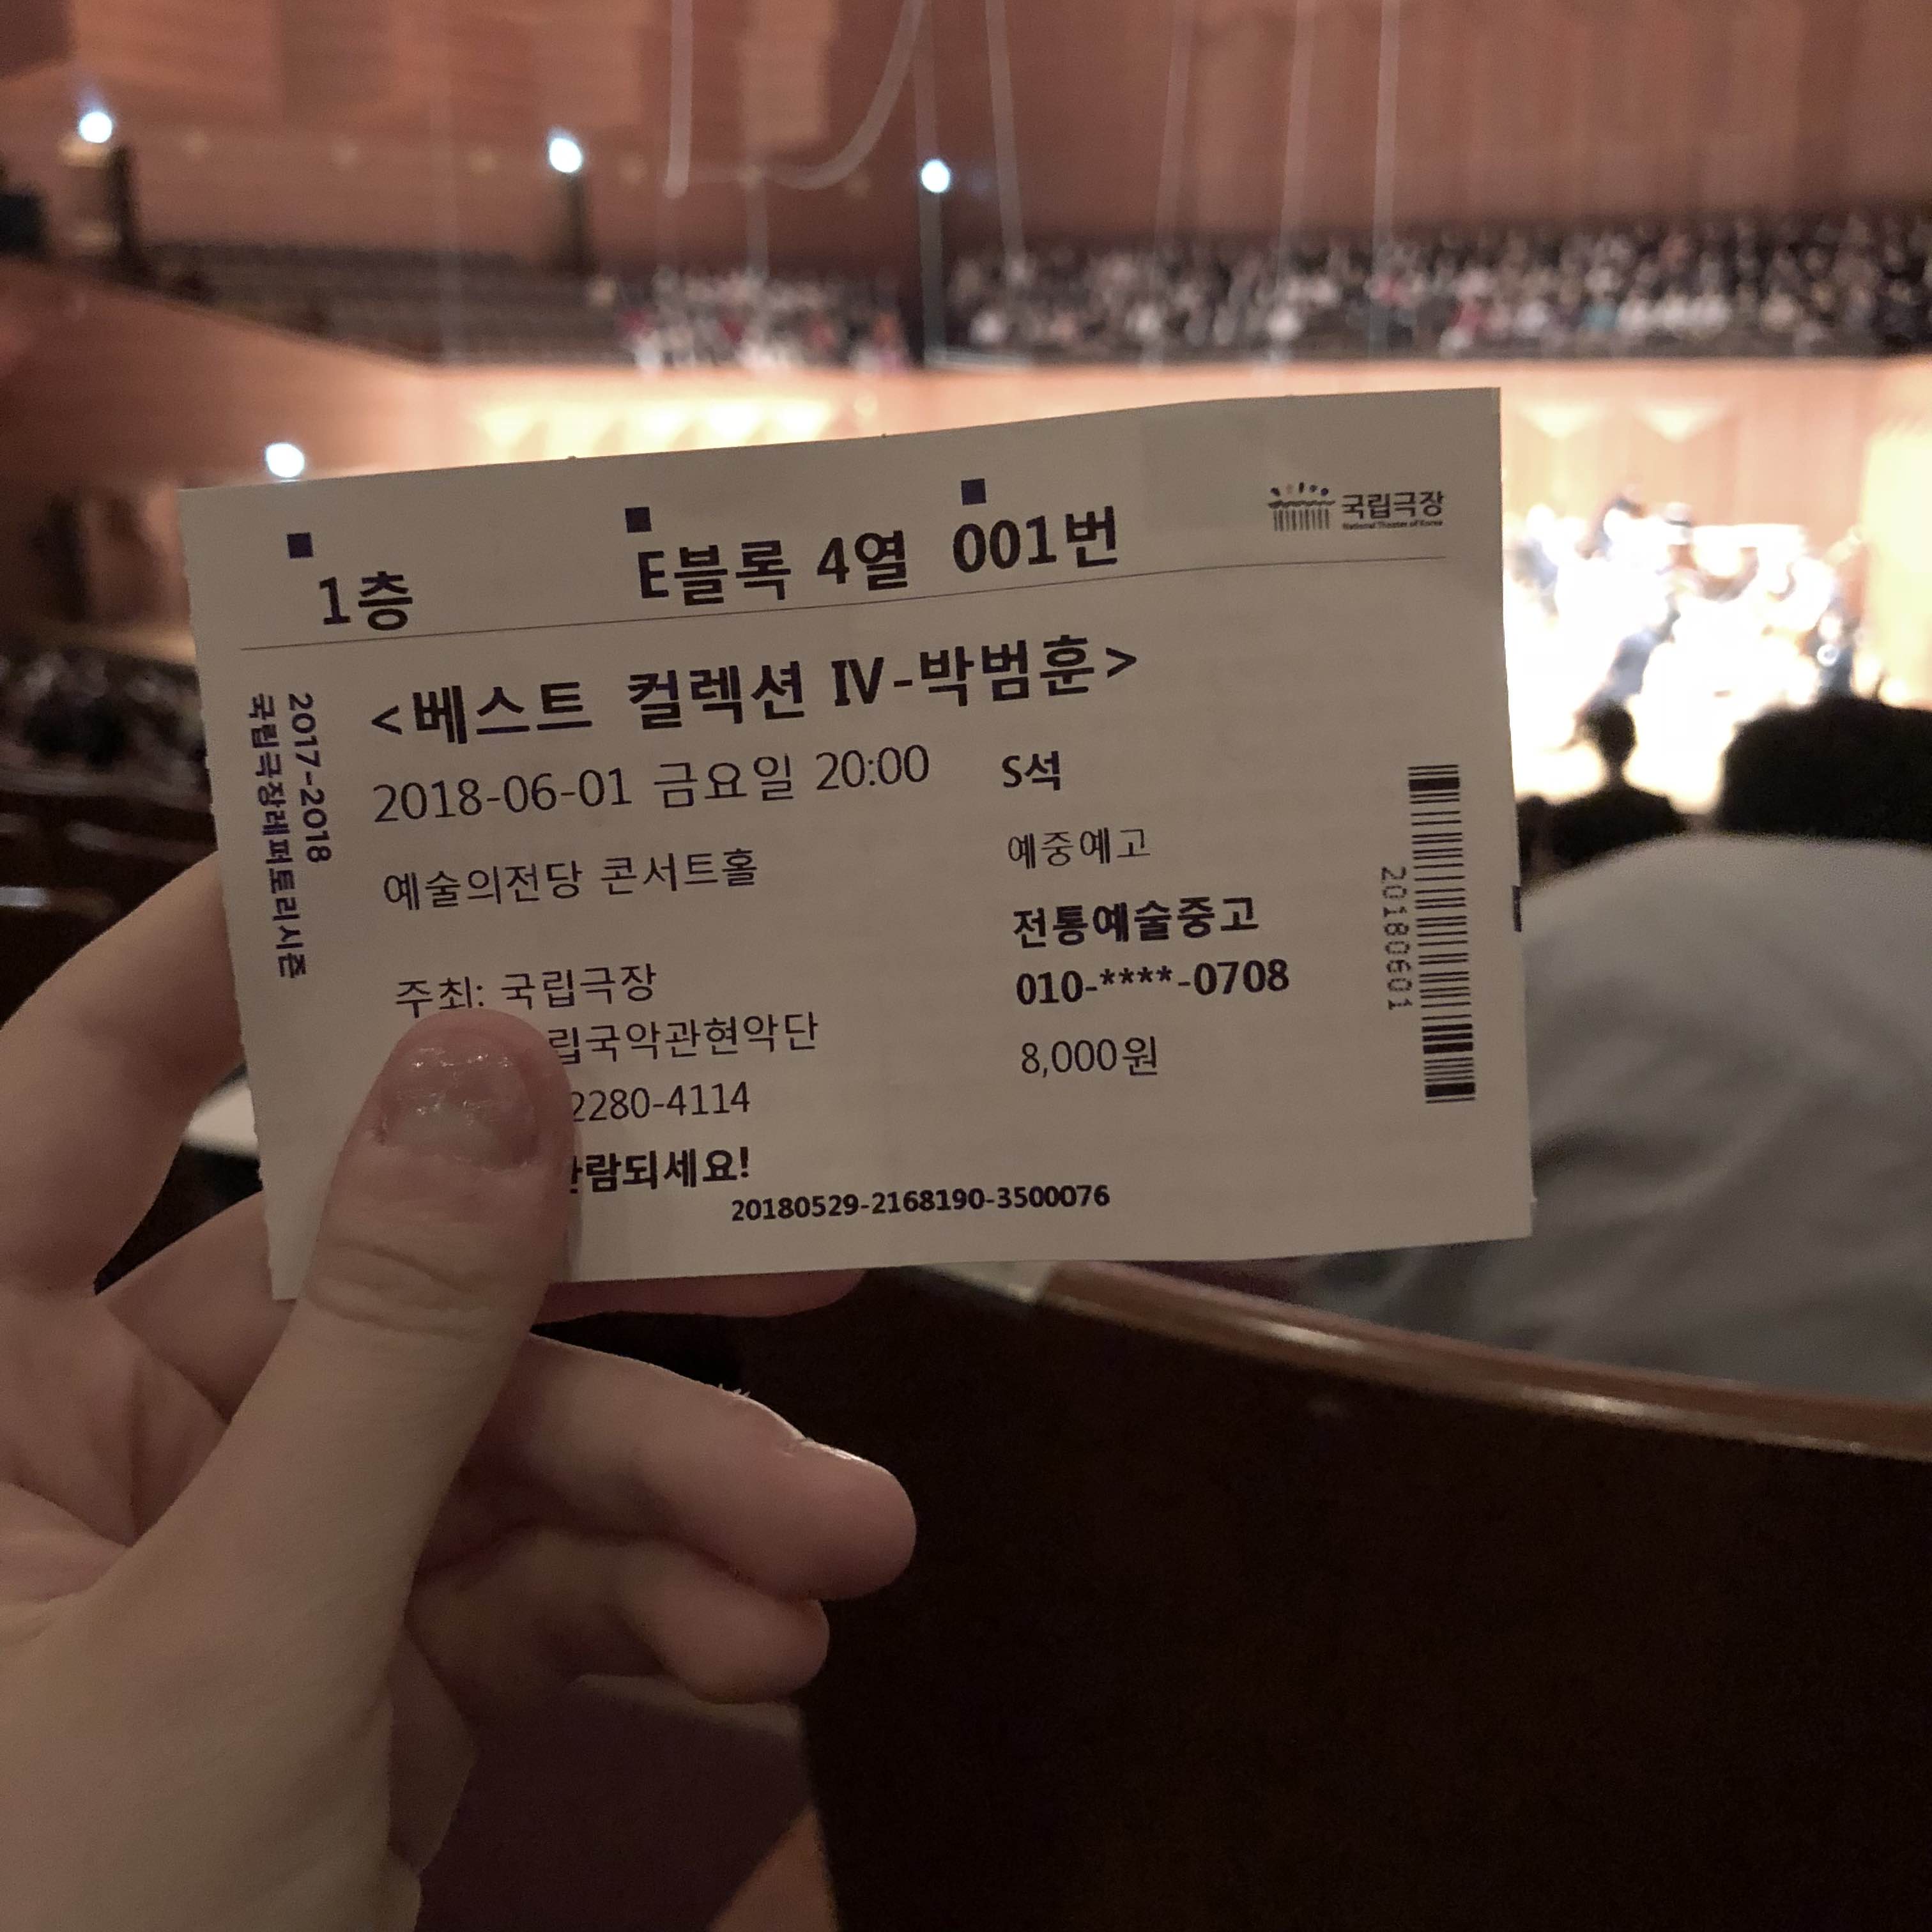 1층 E블록 4열 001번
국립극장
National Theater of Korea
2017-2018
국립극장레퍼토리시즌
<베스트 컬렉션 IV-박범훈>
2018-06-01 금요일 20:00
S석
예술의전당 콘서트홀
예중예고
전통예술중고
주최: 국립극장
010-****-0708
립국악관현악단
8,000원
2280-4114
람되세요!
20180529-2168190-3500076
20180601